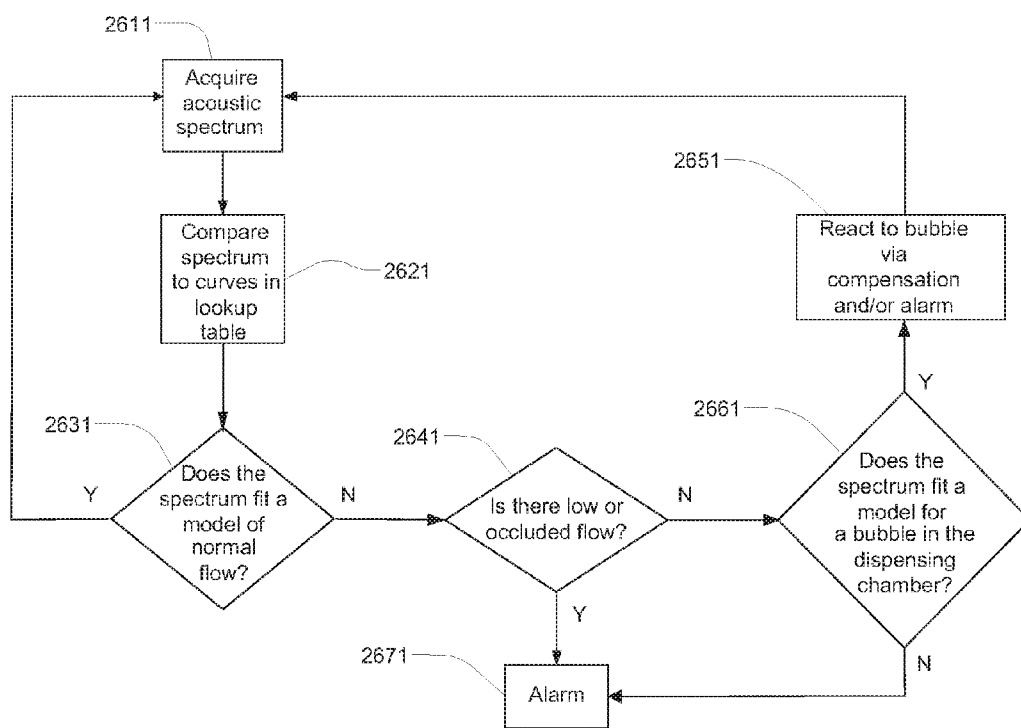 2611
Acquire
acoustic
spectrum
2651
Compare
spectrum
to curves in
lookup
table
2621
React to bubble
via
compensation
and/or alarm
Y
2631
2641
2661
Does the
spectrum fit a
model of
normal
flow?
Y
N
Is there low or
occluded flow?
N
Does the
spectrum fit a
model for
a bubble in the
dispensing
chamber?
Y
N
2671
Alarm